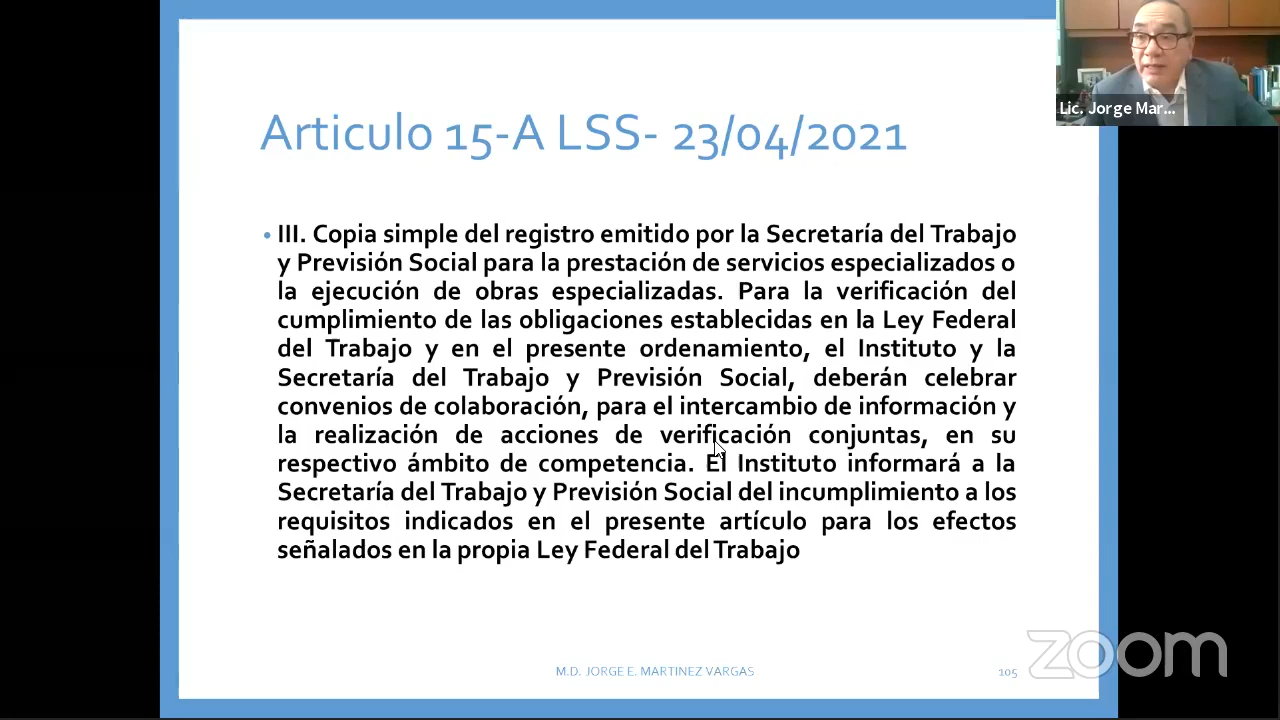 Lic. Jorge Mar...
Articulo 15-A LSS- 23/04/2021
• III. Copia simple del registro emitido por la Secretaría del Trabajo
y Previsión Social para la prestación de servicios especializados o
la ejecución de obras especializadas. Para la verificación del
cumplimiento de las obligaciones establecidas en la Ley Federal
del Trabajo y en el presente ordenamiento, el Instituto y la
Secretaría del Trabajo y Previsión Social, deberán celebrar
convenios de colaboración, para el intercambio de información y
la realización de acciones de verificación conjuntas, en su
respectivo ámbito de competencia. El Instituto informará a la
Secretaría del Trabajo y Previsión Social del incumplimiento a los
requisitos indicados en el presente artículo para los efectos
señalados en la propia Ley Federal del Trabajo
M.D. JORGE E. MARTINEZ VARGAS
105
zoom